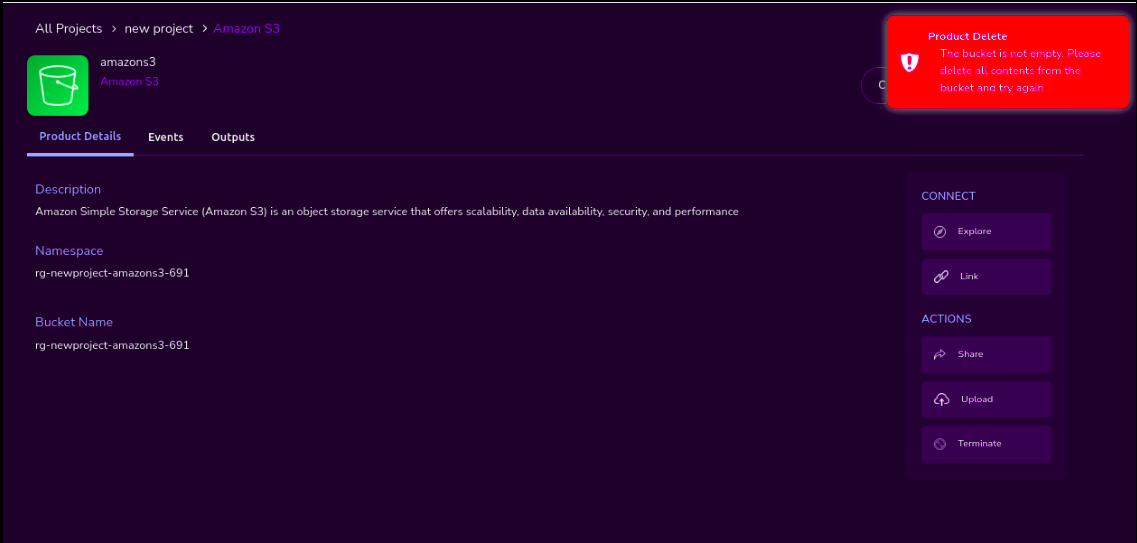 All Projects > new project > Amazon S3
Product Delete
The bucket is not empty. Please
delete all contents from the
bucket and try again
amazons3
Amazon S3
C
Product Details Events Outputs
Description
Amazon Simple Storage Service (Amazon S3) is an object storage service that offers scalability, data availability, security, and performance
Namespace
rg-newproject-amazons3-691
Bucket Name
rg-newproject-amazons3-691
CONNECT
Explore
Link
ACTIONS
Share
Upload
Terminate